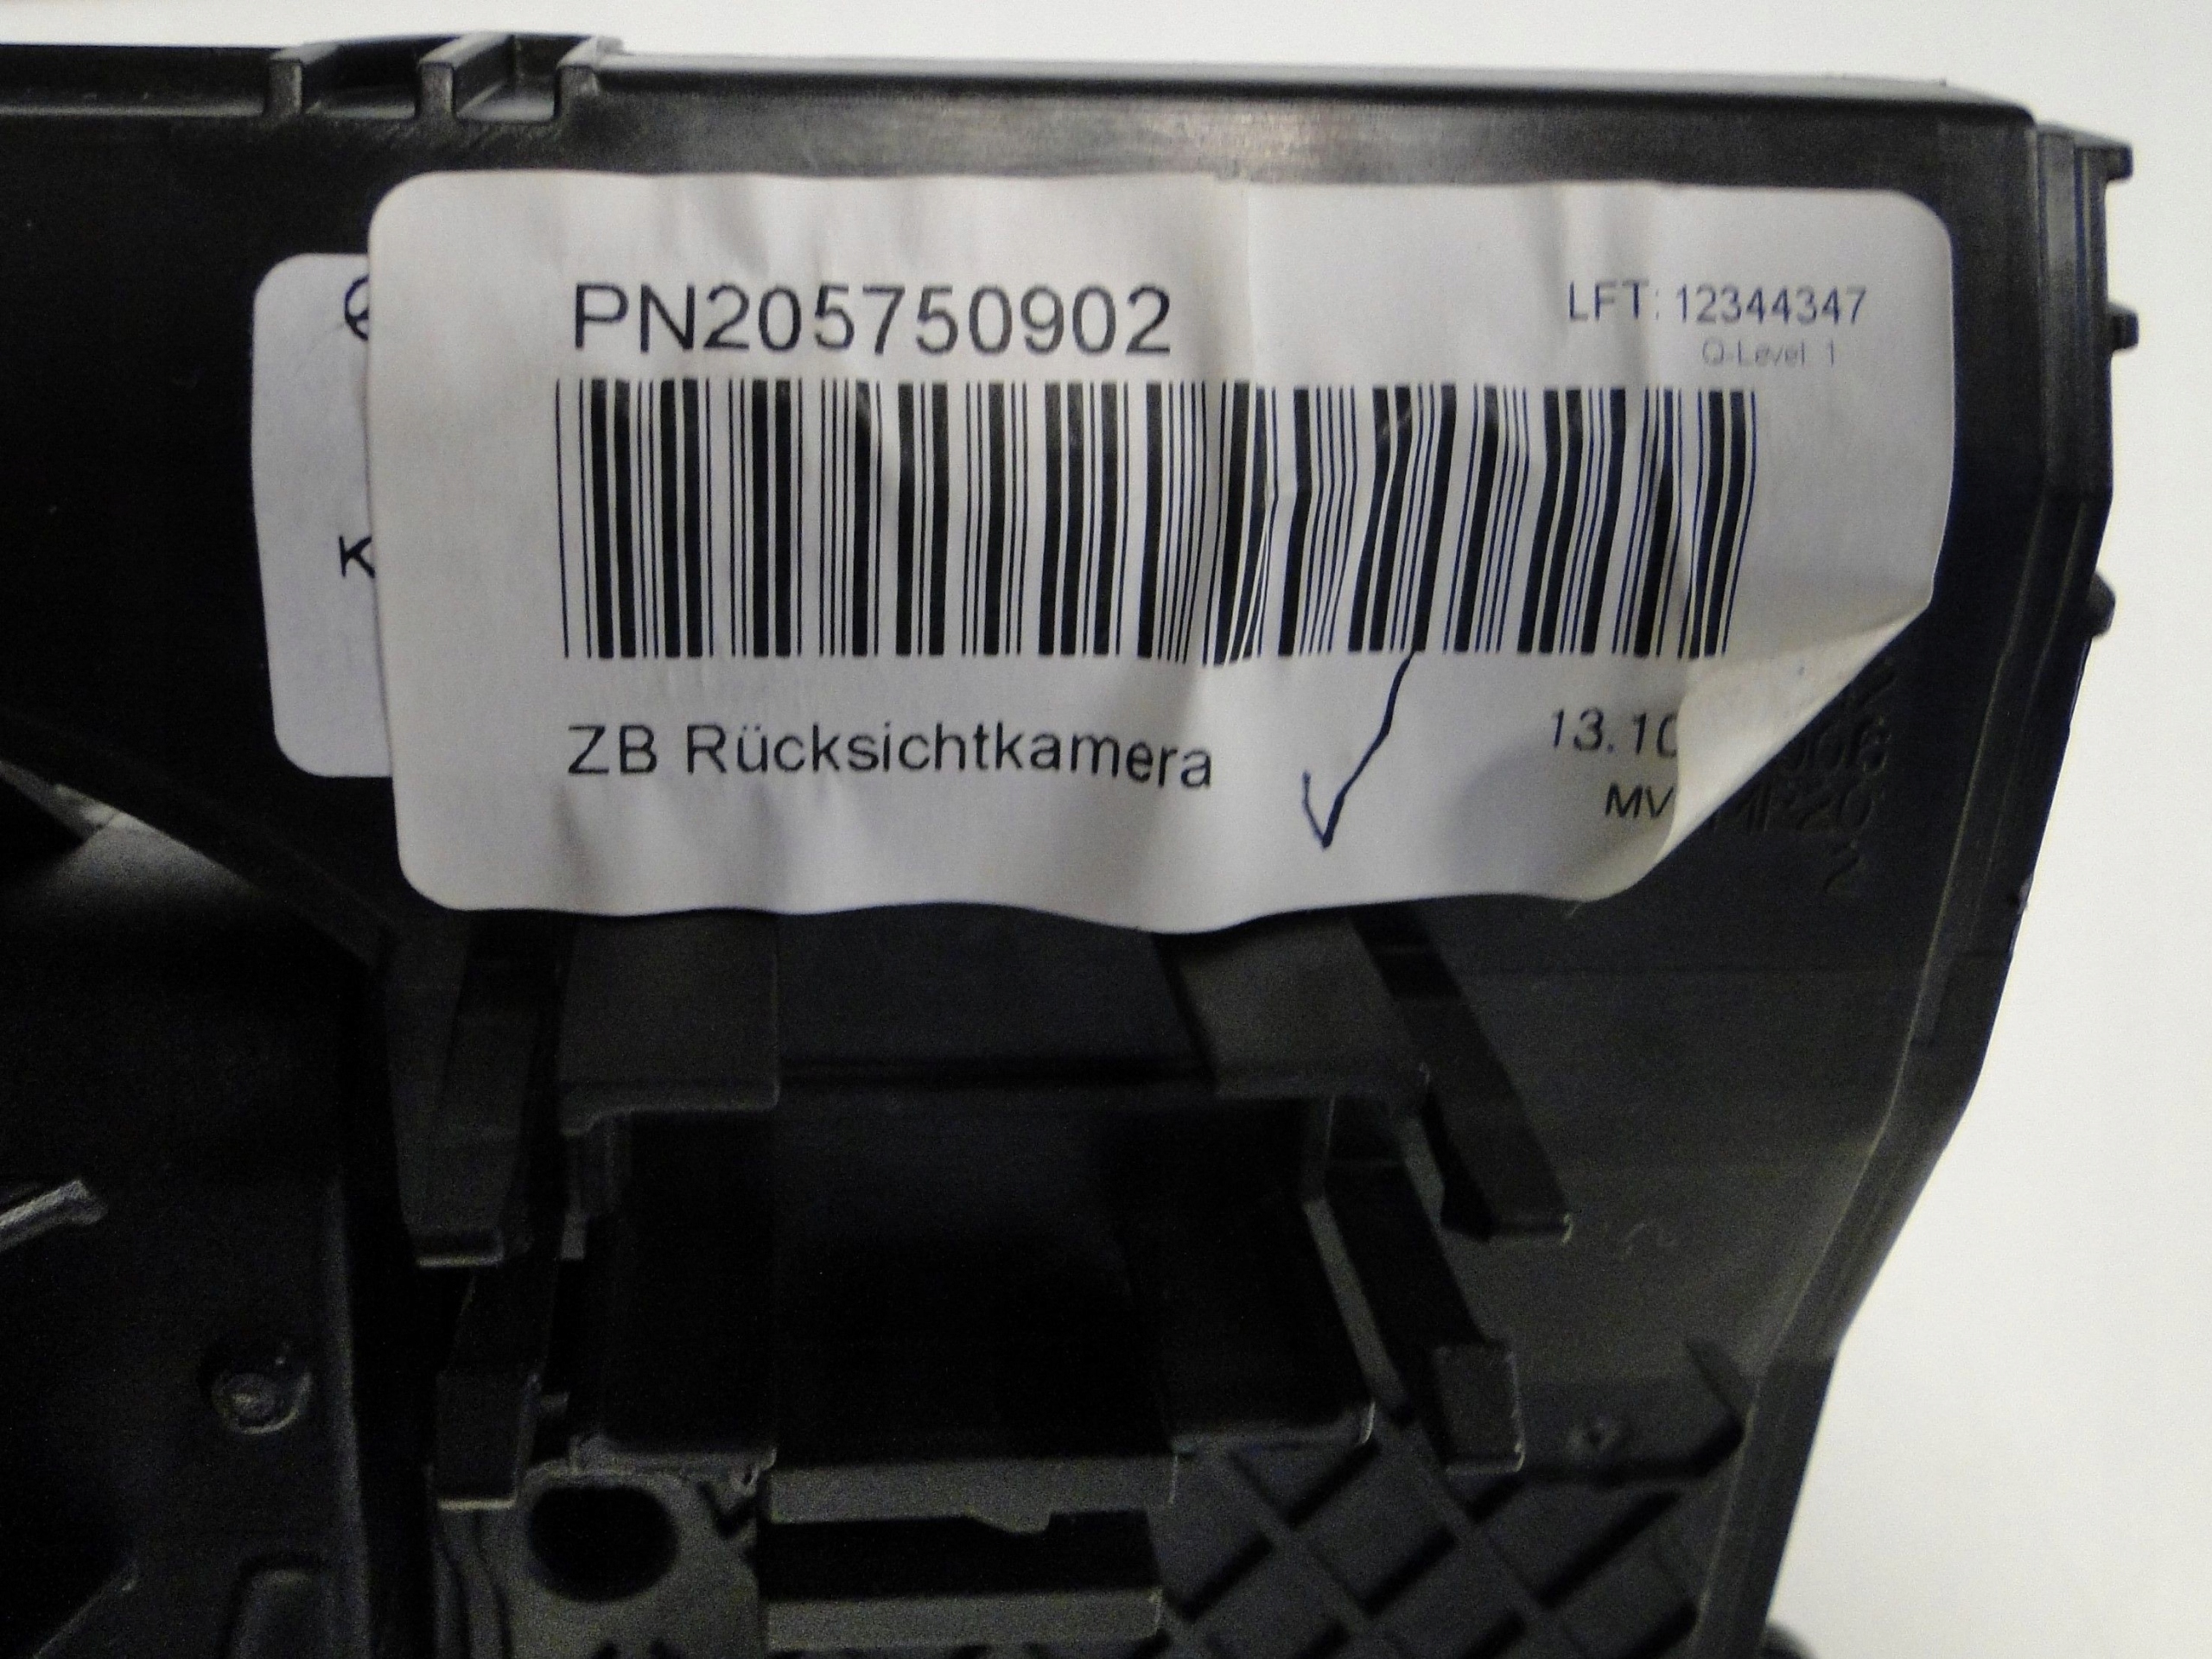 PN205750902
LFT: 12344347
Q-Level 1
ZB Rücksichtkamera
13.10
MV
K